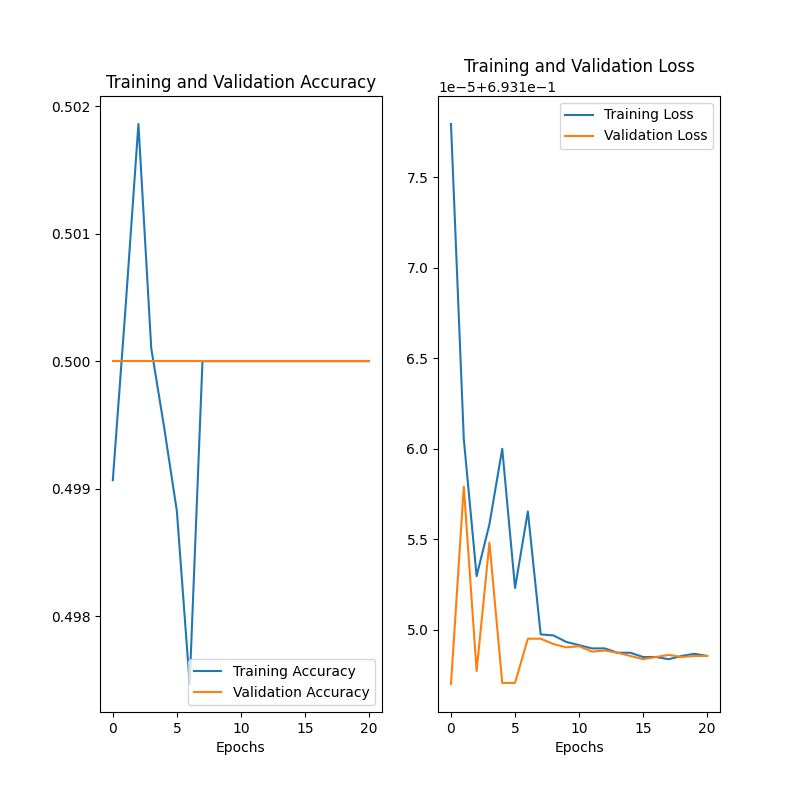 Training and Validation Accuracy
0.502
0.501
0.500
0.499
0.498
Training Accuracy
Validation Accuracy
0 5 10 15 20
Epochs
Training and Validation Loss
1e−5+6.931e−1
Training Loss
Validation Loss
7.5
7.0
6.5
6.0
5.5
5.0
0 5 10 15 20
Epochs